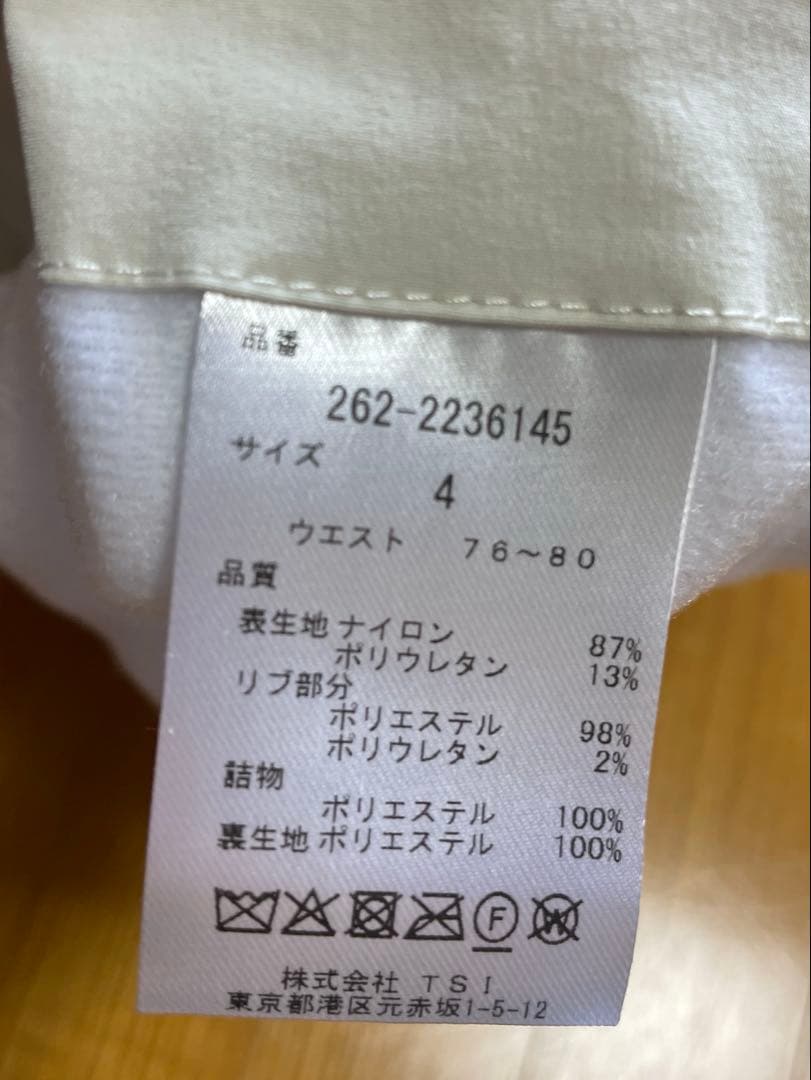 品番
262-2236145
サイズ
4
ウエスト 76～80
品質
表生地 ナイロン 87%
ポリウレタン 13%
リブ部分
ポリエステル 98%
ポリウレタン 2%
詰物
ポリエステル 100%
裏生地 ポリエステル 100%
F W
株式会社 TSI
東京都港区元赤坂1-5-12